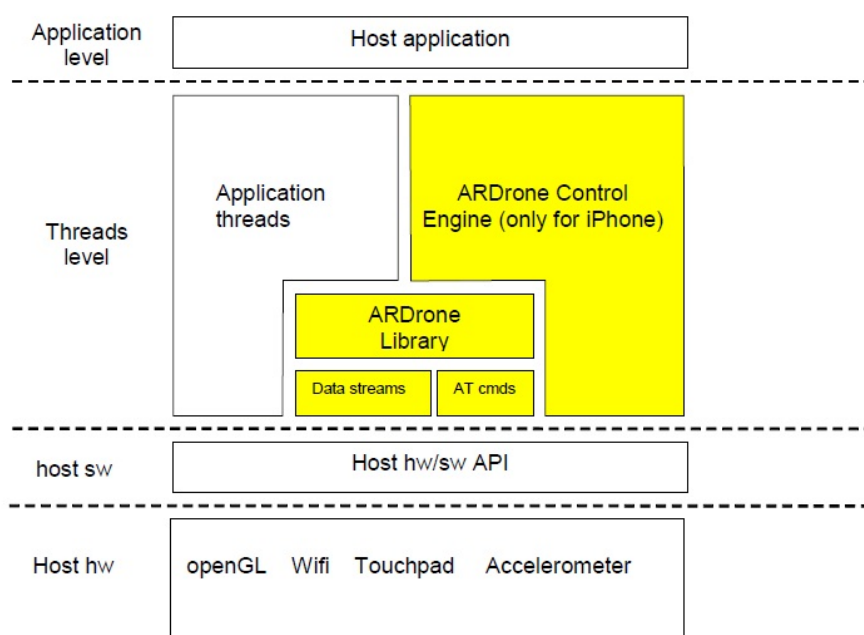 Application
level
Host application
Threads
level
Application
threads
ARDrone Control
Engine (only for iPhone)
ARDrone
Library
Data streams
AT cmds
host sw
Host hw/sw API
Host hw
openGL Wifi Touchpad Accelerometer